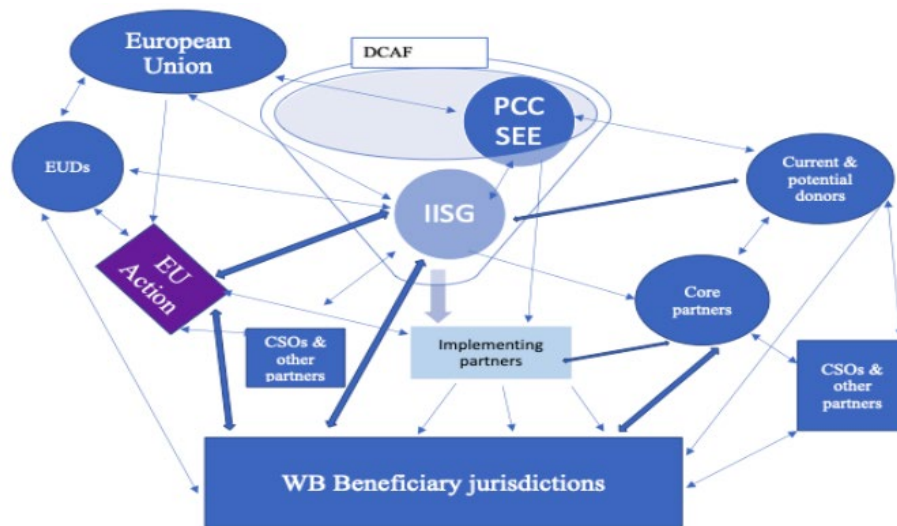 European
Union
DCAF
PCC
SEE
EUDs
Current &
potential
donors
IISG
EU
Action
Core
partners
CSOs &
other
partners
Implementing
partners
CSOs &
other
partners
WB Beneficiary jurisdictions